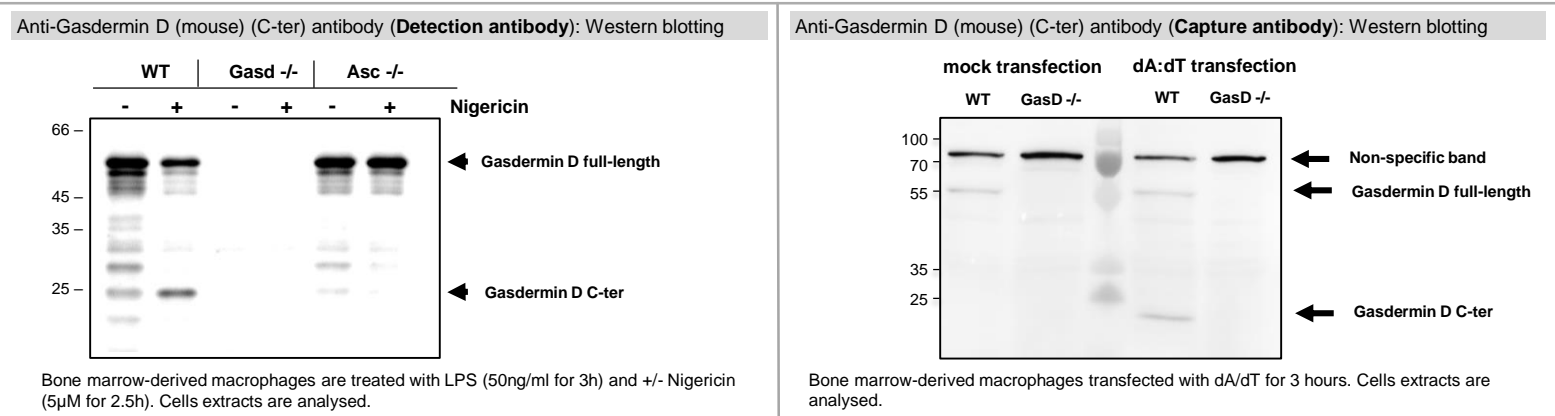 Anti-Gasdermin D (mouse) (C-ter) antibody (Detection antibody): Western blotting
WT Gasd -/- Asc -/-
- + - + - + Nigericin
66 –
Gasdermin D full-length
45 –
35 –
25 –
Gasdermin D C-ter
Bone marrow-derived macrophages are treated with LPS (50ng/ml for 3h) and +/- Nigericin
(5µM for 2.5h). Cells extracts are analysed.
Anti-Gasdermin D (mouse) (C-ter) antibody (Capture antibody): Western blotting
mock transfection dA:dT transfection
WT GasD -/- WT GasD -/-
100 –
Non-specific band
70 –
55 –
Gasdermin D full-length
35 –
25 –
Gasdermin D C-ter
Bone marrow-derived macrophages transfected with dA/dT for 3 hours. Cells extracts are
analysed.